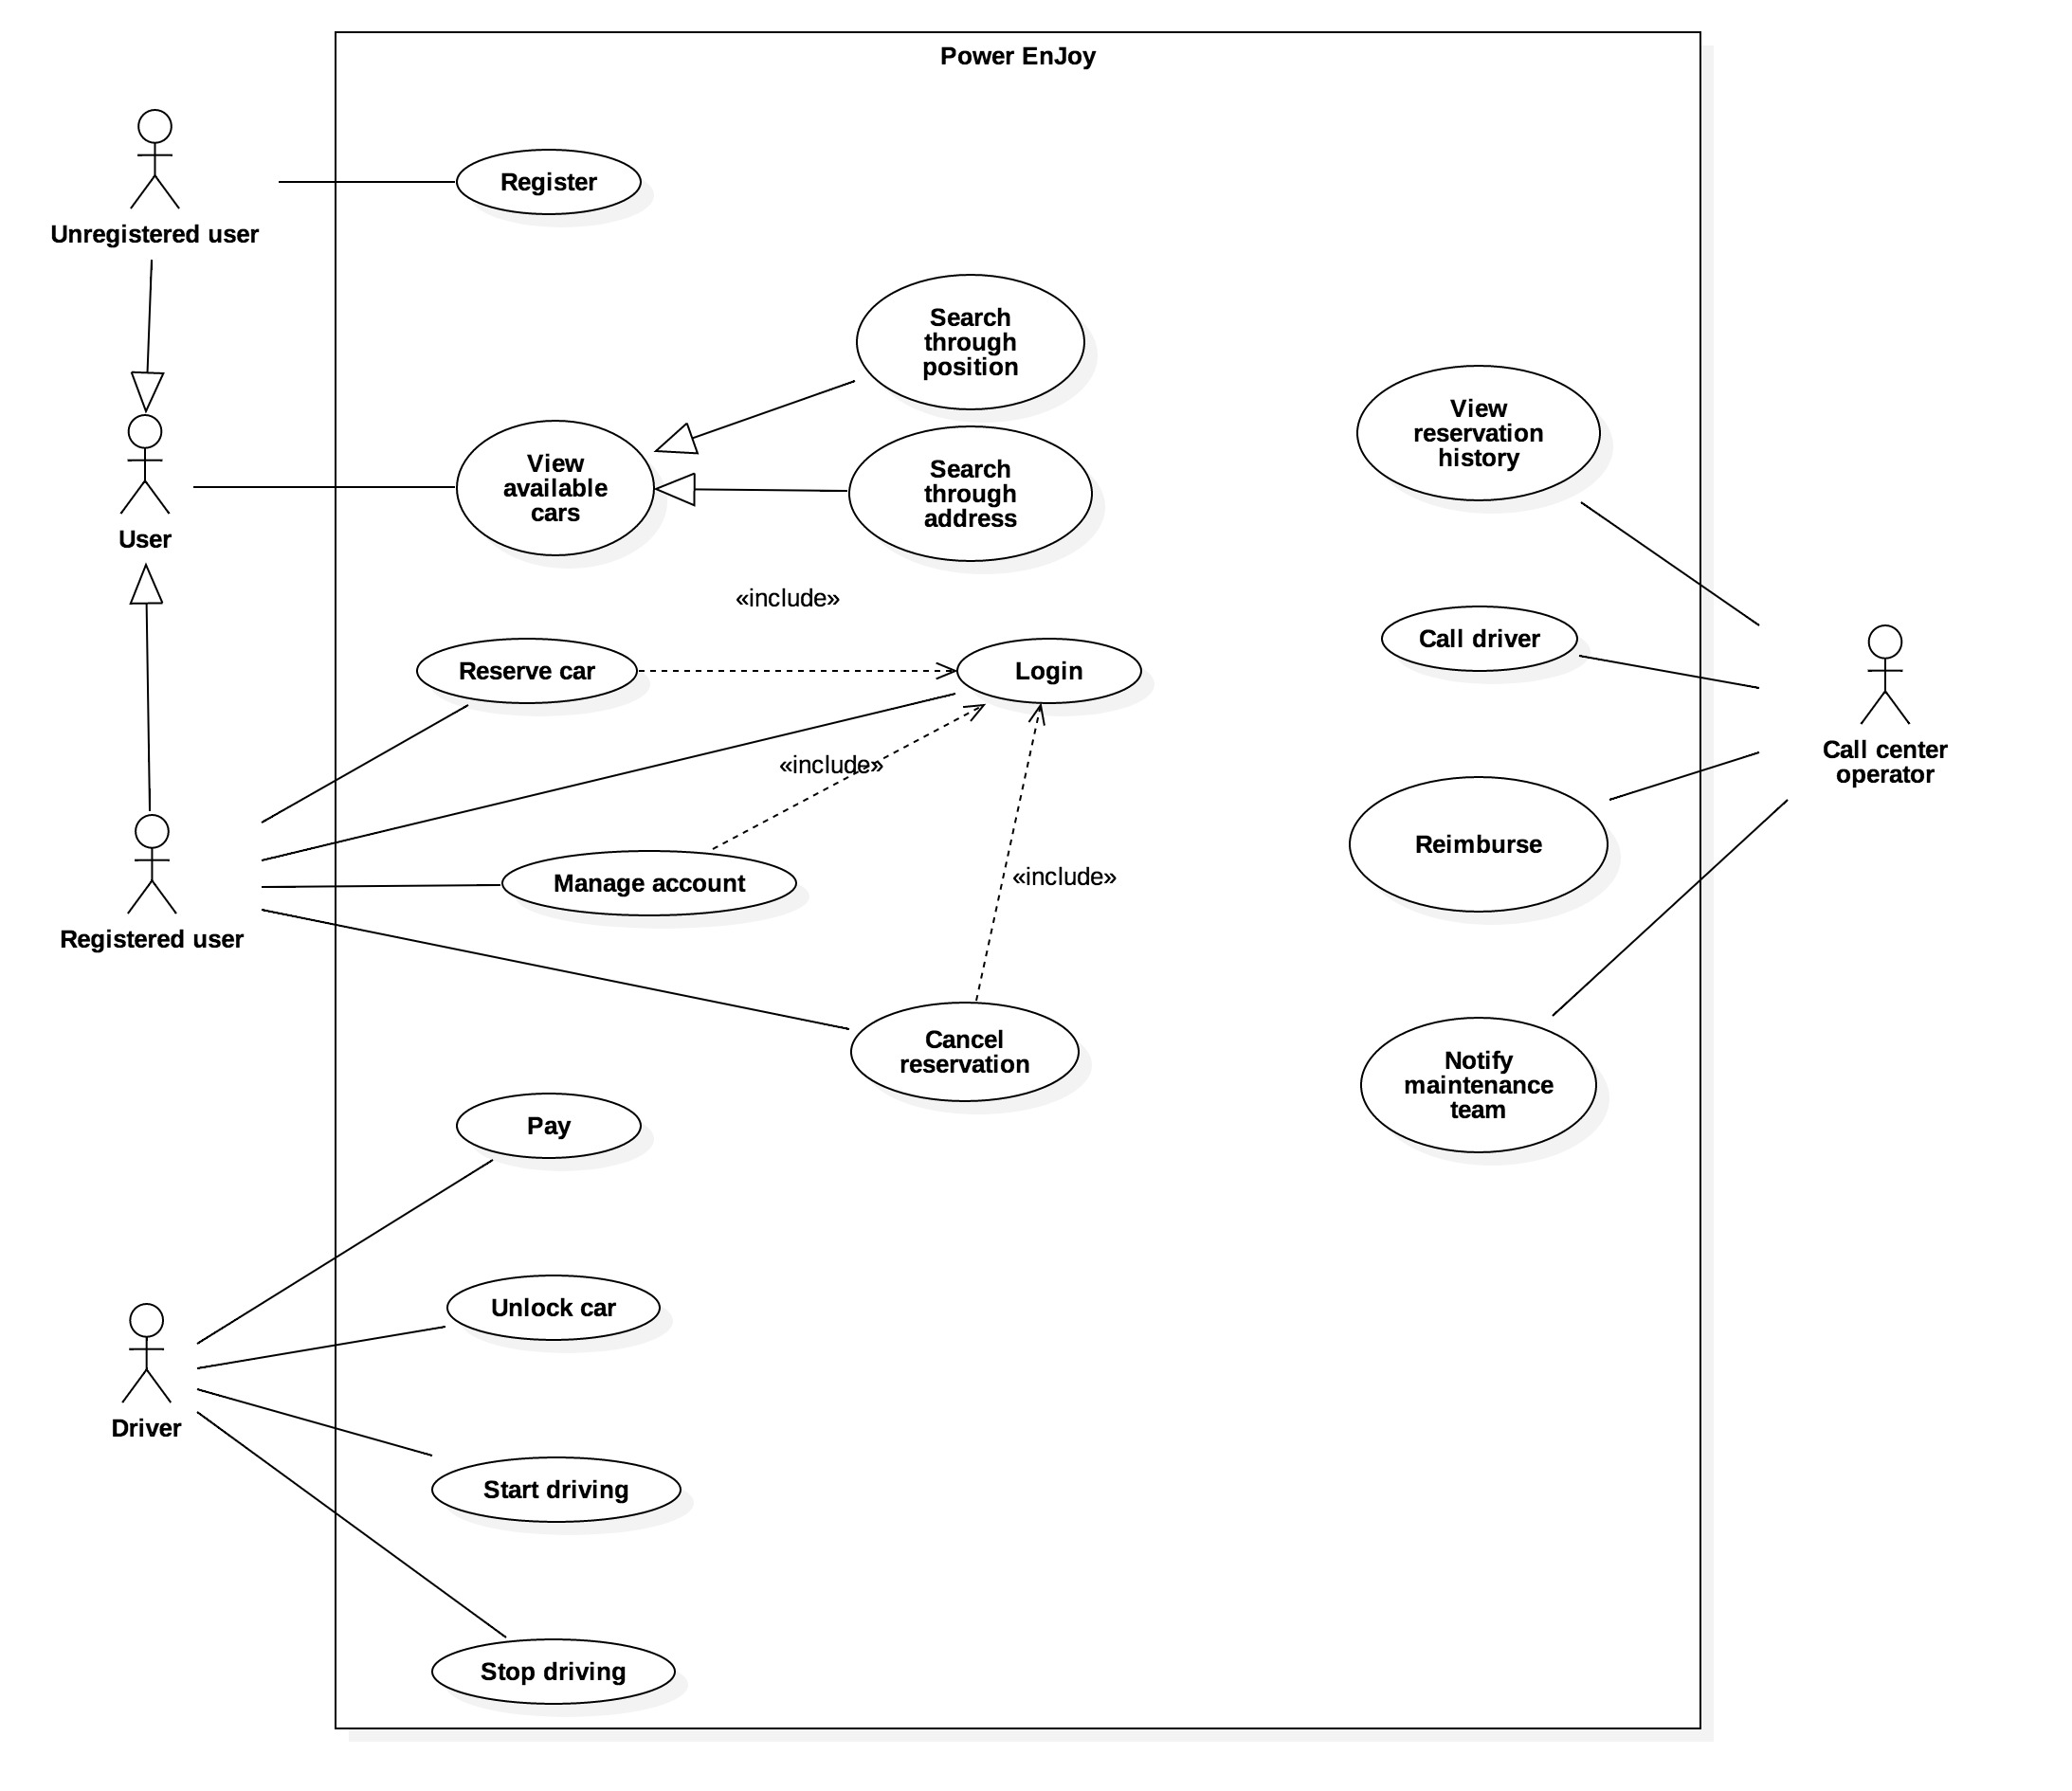 Power EnJoy
Unregistered user
Register
Search
through
position
View
reservation
history
User
View
available
cars
Search
through
address
«include»
Reserve car
Login
Call driver
Call center
operator
«include»
Registered user
Manage account
«include»
Reimburse
Cancel
reservation
Notify
maintenance
team
Pay
Unlock car
Driver
Start driving
Stop driving